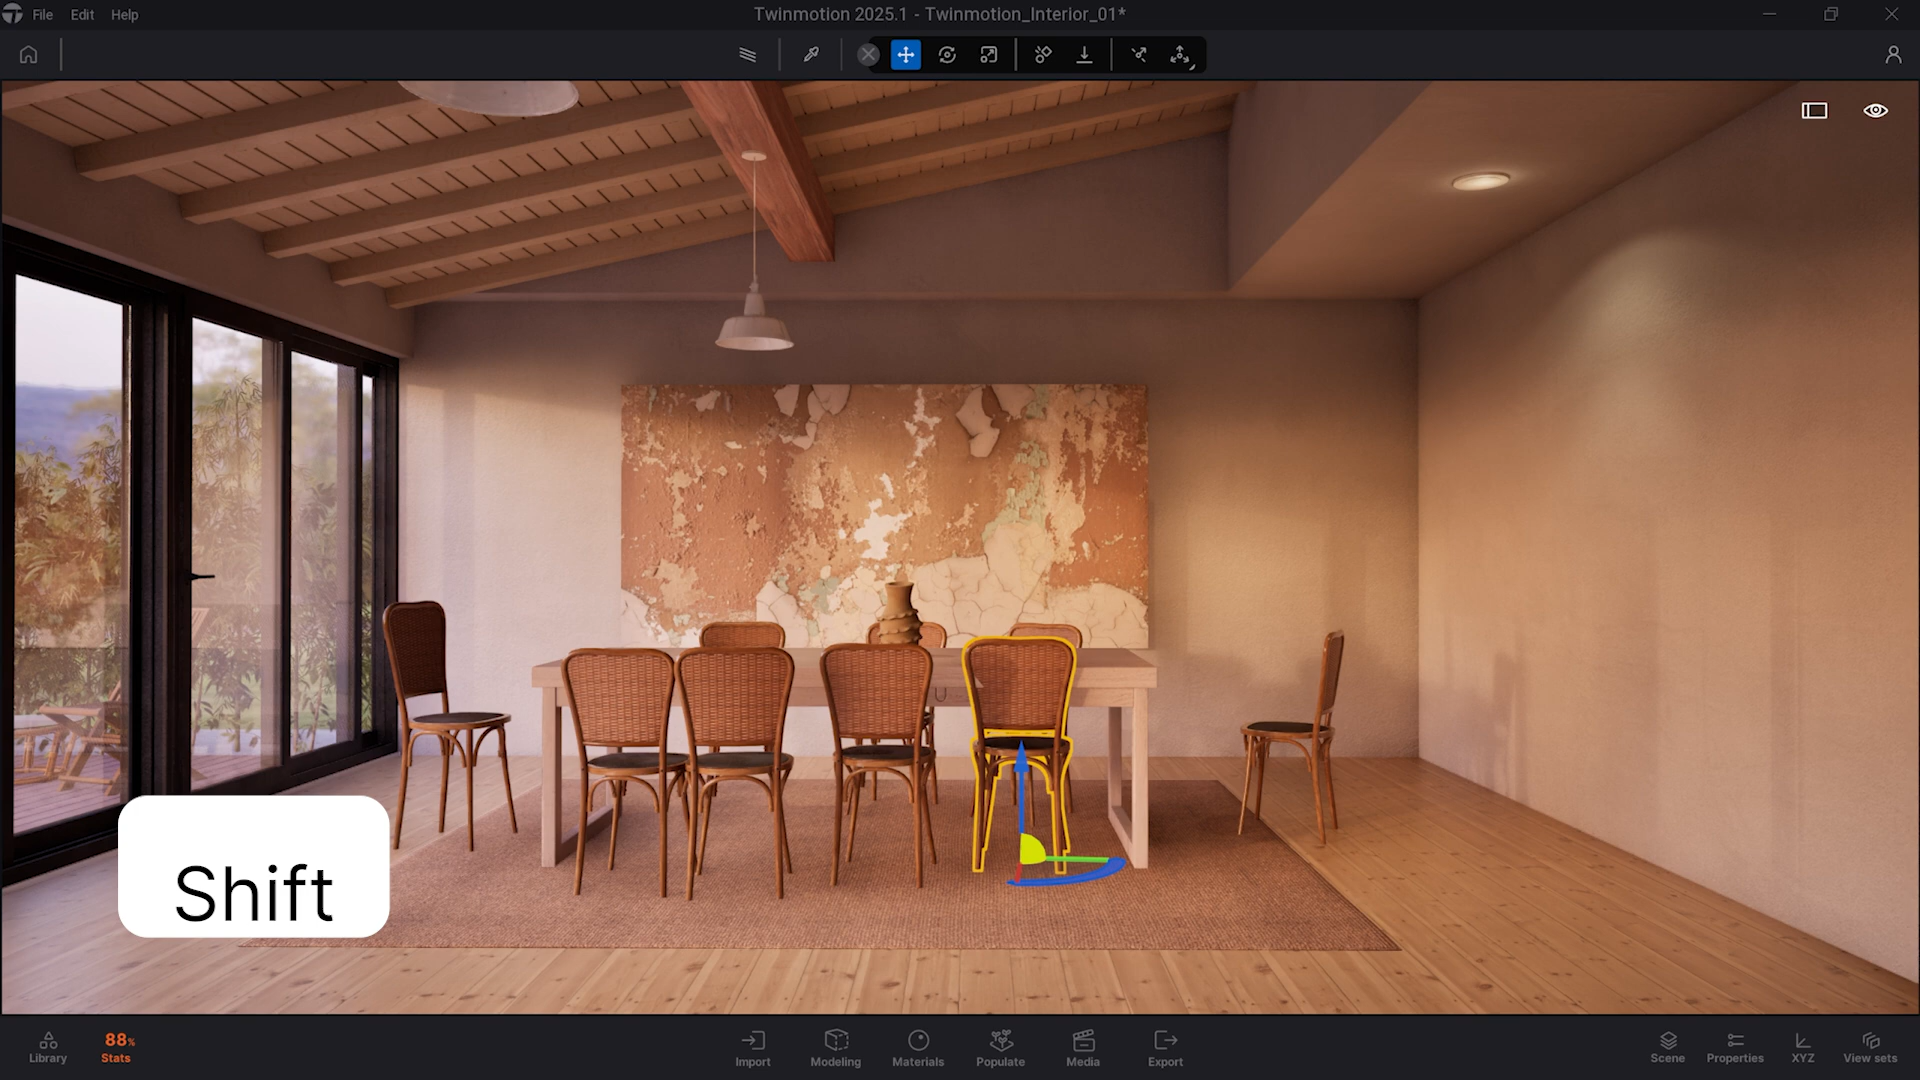 Twinmotion 2025.1 - Twinmotion_Interior_01*
File Edit Help
Shift
88%
Stats
Library
Import
Modeling
Materials
Populate
Media
Export
Scene
Properties
XYZ
View sets